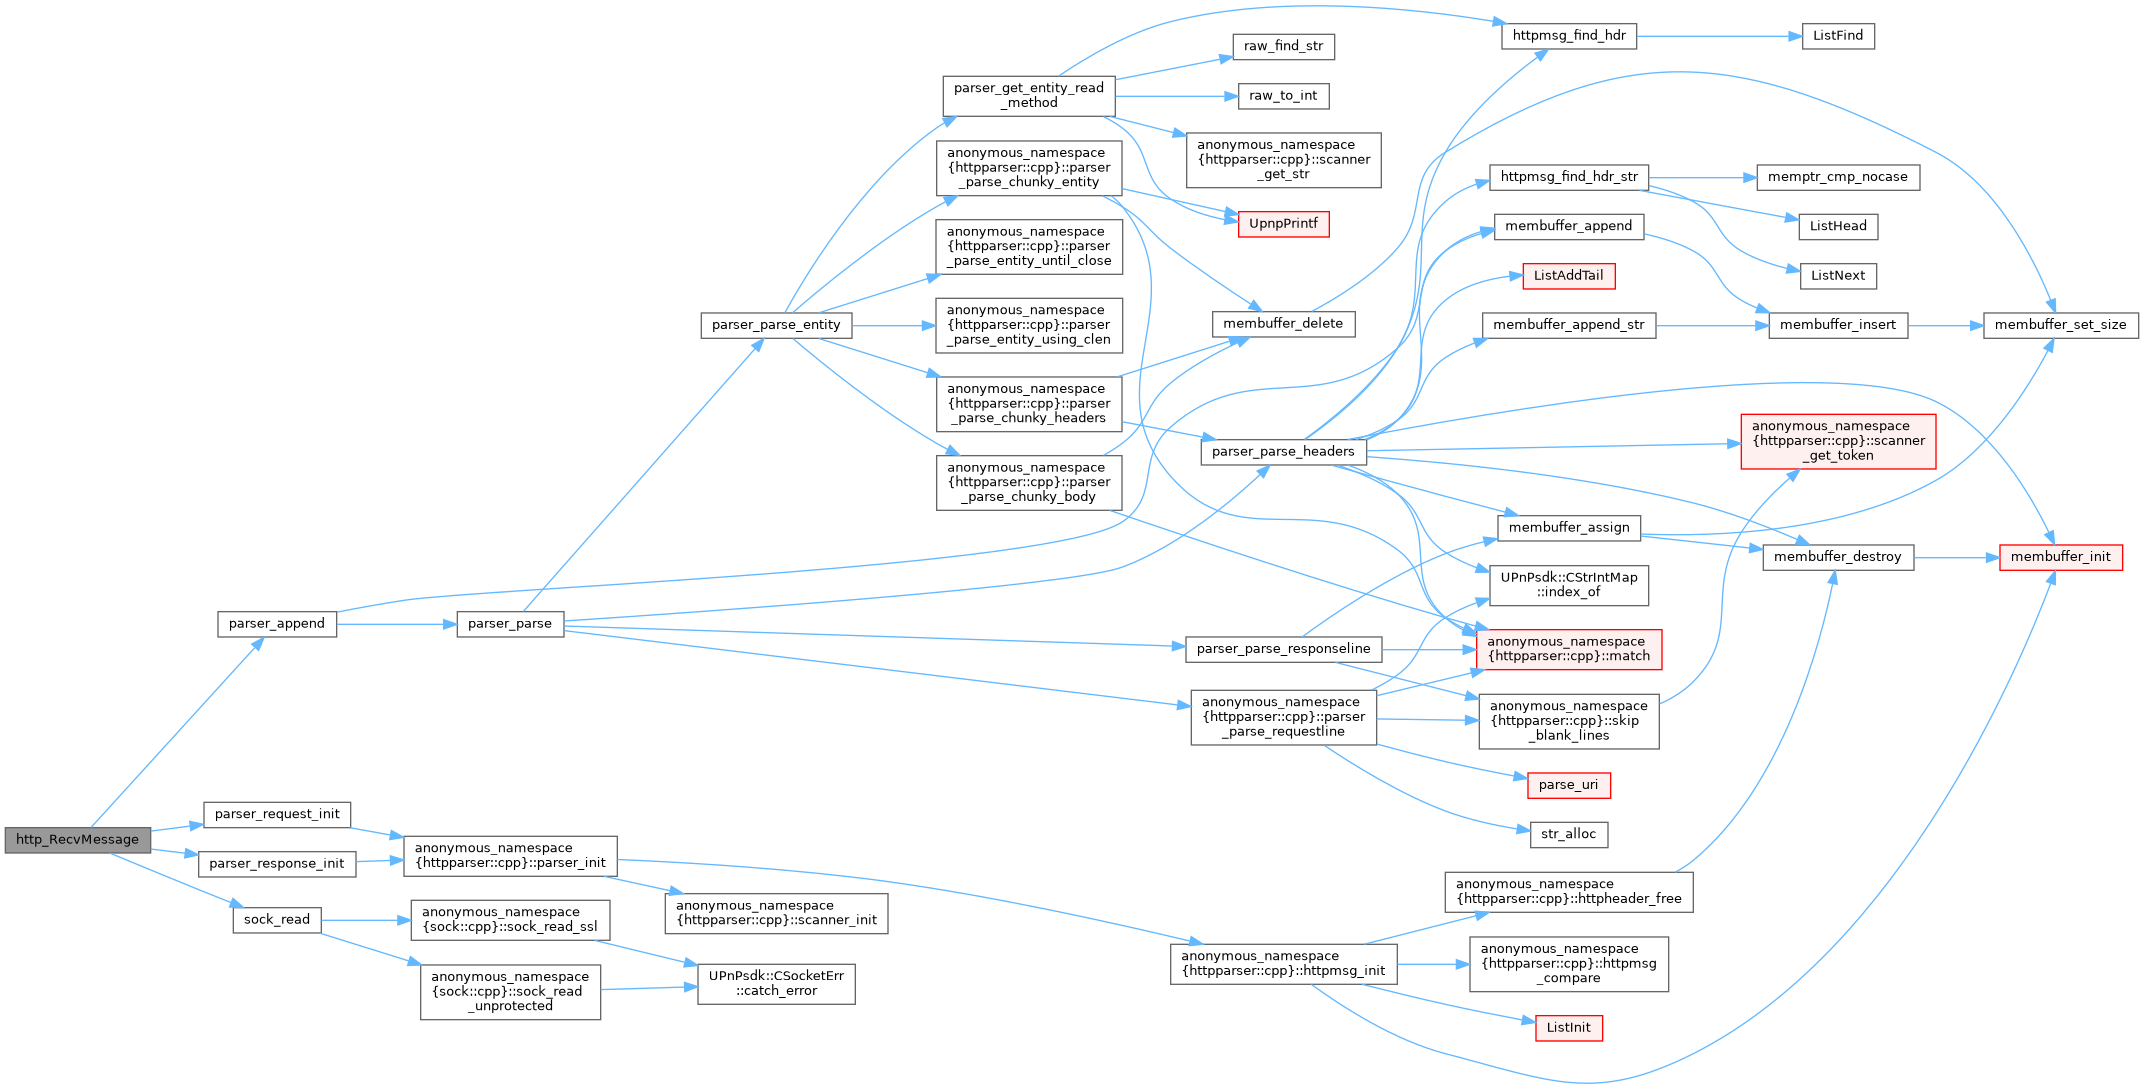 http_RecvMessage
parser_append
parser_request_init
parser_response_init
sock_read
parser_parse
anonymous_namespace
{httpparser::cpp}::parser_init
anonymous_namespace
{sock::cpp}::sock_read_ssl
anonymous_namespace
{sock::cpp}::sock_read
_unprotected
parser_parse_entity
anonymous_namespace
{httpparser::cpp}::scanner_init
UPnPsdk::CSocketErr
::catch_error
parser_get_entity_read
_method
anonymous_namespace
{httpparser::cpp}::parser
_parse_chunky_entity
anonymous_namespace
{httpparser::cpp}::parser
_parse_entity_until_close
anonymous_namespace
{httpparser::cpp}::parser
_parse_entity_using_clen
anonymous_namespace
{httpparser::cpp}::parser
_parse_chunky_headers
anonymous_namespace
{httpparser::cpp}::parser
_parse_chunky_body
raw_find_str
raw_to_int
anonymous_namespace
{httpparser::cpp}::scanner
_get_str
UpnpPrintf
membuffer_delete
parser_parse_headers
parser_parse_responseline
anonymous_namespace
{httpparser::cpp}::parser
_parse_requestline
anonymous_namespace
{httpparser::cpp}::httpmsg_init
httpmsg_find_hdr
httpmsg_find_hdr_str
membuffer_append
ListAddTail
membuffer_append_str
membuffer_assign
UPnPsdk::CStrIntMap
::index_of
anonymous_namespace
{httpparser::cpp}::match
anonymous_namespace
{httpparser::cpp}::skip
_blank_lines
parse_uri
str_alloc
anonymous_namespace
{httpparser::cpp}::httpheader_free
anonymous_namespace
{httpparser::cpp}::httpmsg
_compare
ListInit
ListFind
memptr_cmp_nocase
ListHead
ListNext
membuffer_insert
anonymous_namespace
{httpparser::cpp}::scanner
_get_token
membuffer_destroy
membuffer_set_size
membuffer_init